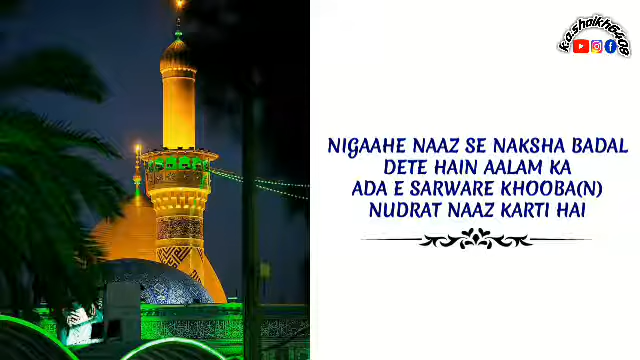 k.a.shaikh6408
NIGAAHE NAAZ SE NAKSHA BADAL
DETE HAIN AALAM KA
ADA E SARWARE KHOOBA(N)
NUDRAT NAAZ KARTI HAI